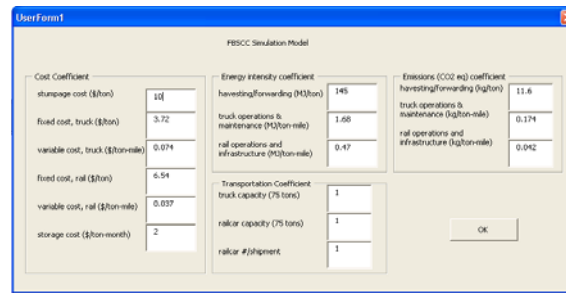 UserForm1
FBSCC Simulation Model
Cost Coefficient
stumpage cost ($/ton) 10
fixed cost, truck ($/ton) 3.72
variable cost, truck ($/ton-mile) 0.074
fixed cost, rail ($/ton) 6.54
variable cost, rail ($/ton-mile) 0.037
storage cost ($/ton-month) 2
Energy intensity coefficient
havesting/forwarding (MJ/ton) 145
truck operations &
maintenance (MJ/ton-mile) 1.68
rail operations and
infrastructure (MJ/ton-mile) 0.47
Transportation Coefficient
truck capacity (75 tons) 1
railcar capacity (75 tons) 1
railcar #/shipment 1
Emissions (CO2 eq) coefficient
havesting/forwarding (kg/ton) 11.6
truck operations &
maintenance (kg/ton-mile) 0.174
rail operations and
infrastructure (kg/ton-mile) 0.042
OK